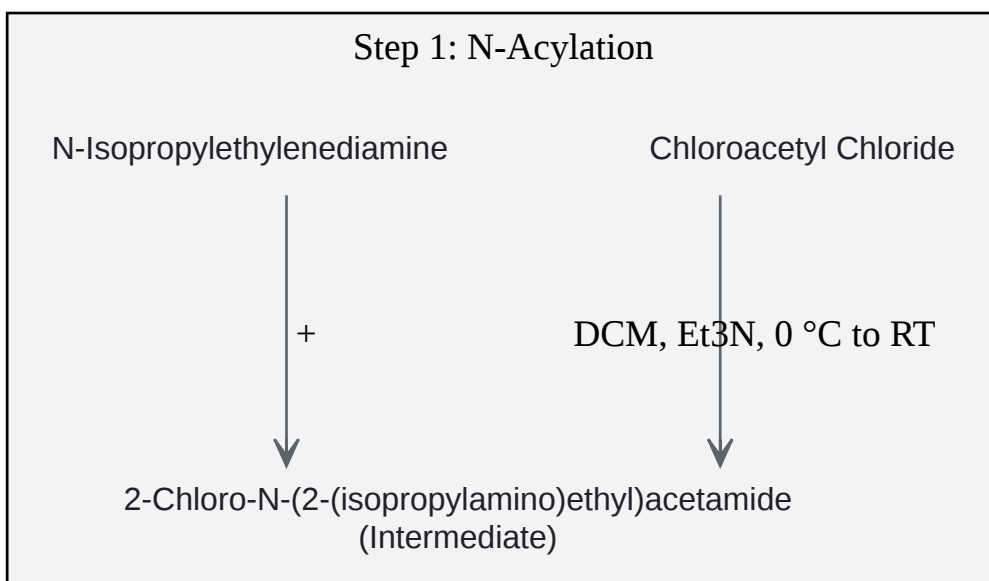 Step 1: N-Acylation
N-Isopropylethylenediamine
Chloroacetyl Chloride
+
DCM, Et3N, 0 °C to RT
2-Chloro-N-(2-(isopropylamino)ethyl)acetamide
(Intermediate)